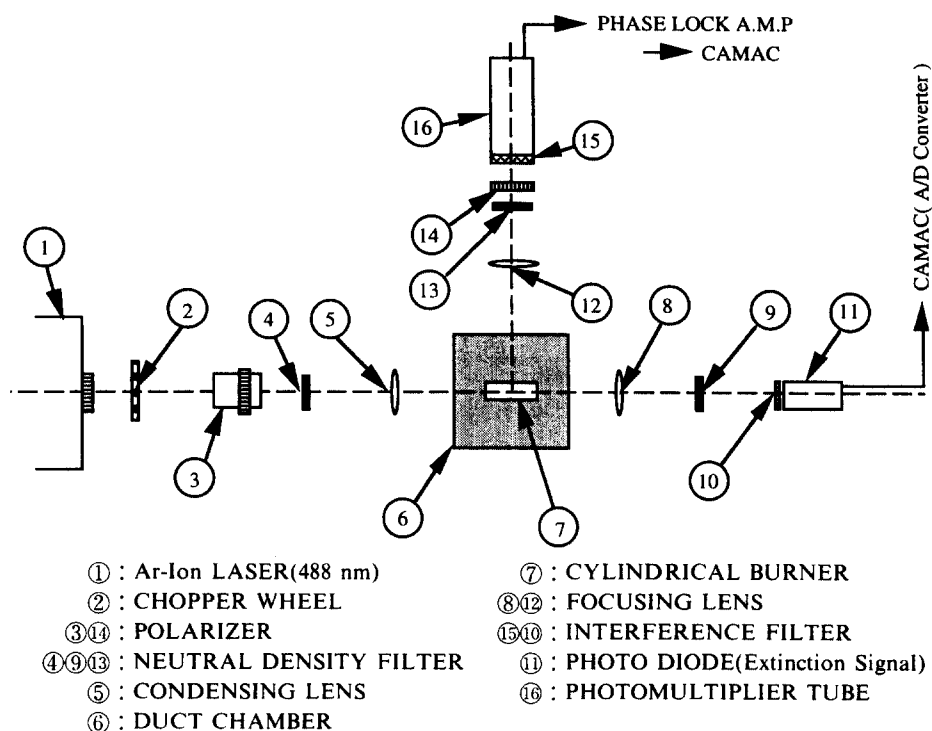 PHASE LOCK A.M.P
CAMAC
CAMAC( A/D Converter )
16
15
14
13
12
1
2
3
4
5
6
7
8
9
10
11
① : Ar-Ion LASER(488 nm)
② : CHOPPER WHEEL
③⑭ : POLARIZER
④⑨⑬ : NEUTRAL DENSITY FILTER
⑤ : CONDENSING LENS
⑥ : DUCT CHAMBER
⑦ : CYLINDRICAL BURNER
⑧⑫ : FOCUSING LENS
⑮⑩ : INTERFERENCE FILTER
⑪ : PHOTO DIODE(Extinction Signal)
⑯ : PHOTOMULTIPLIER TUBE